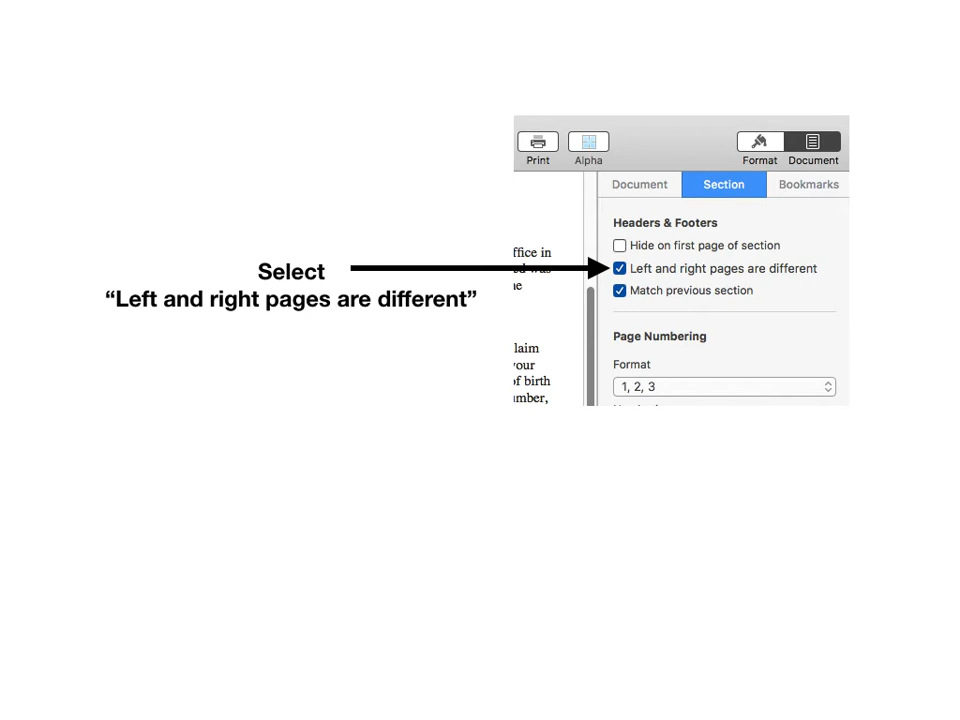 Print
Alpha
Format
Document
Document
Section
Bookmarks
Headers & Footers
Hide on first page of section
Left and right pages are different
Match previous section
Page Numbering
Format
1, 2, 3
Select
“Left and right pages are different”
ffice in
was
laim
your
of birth